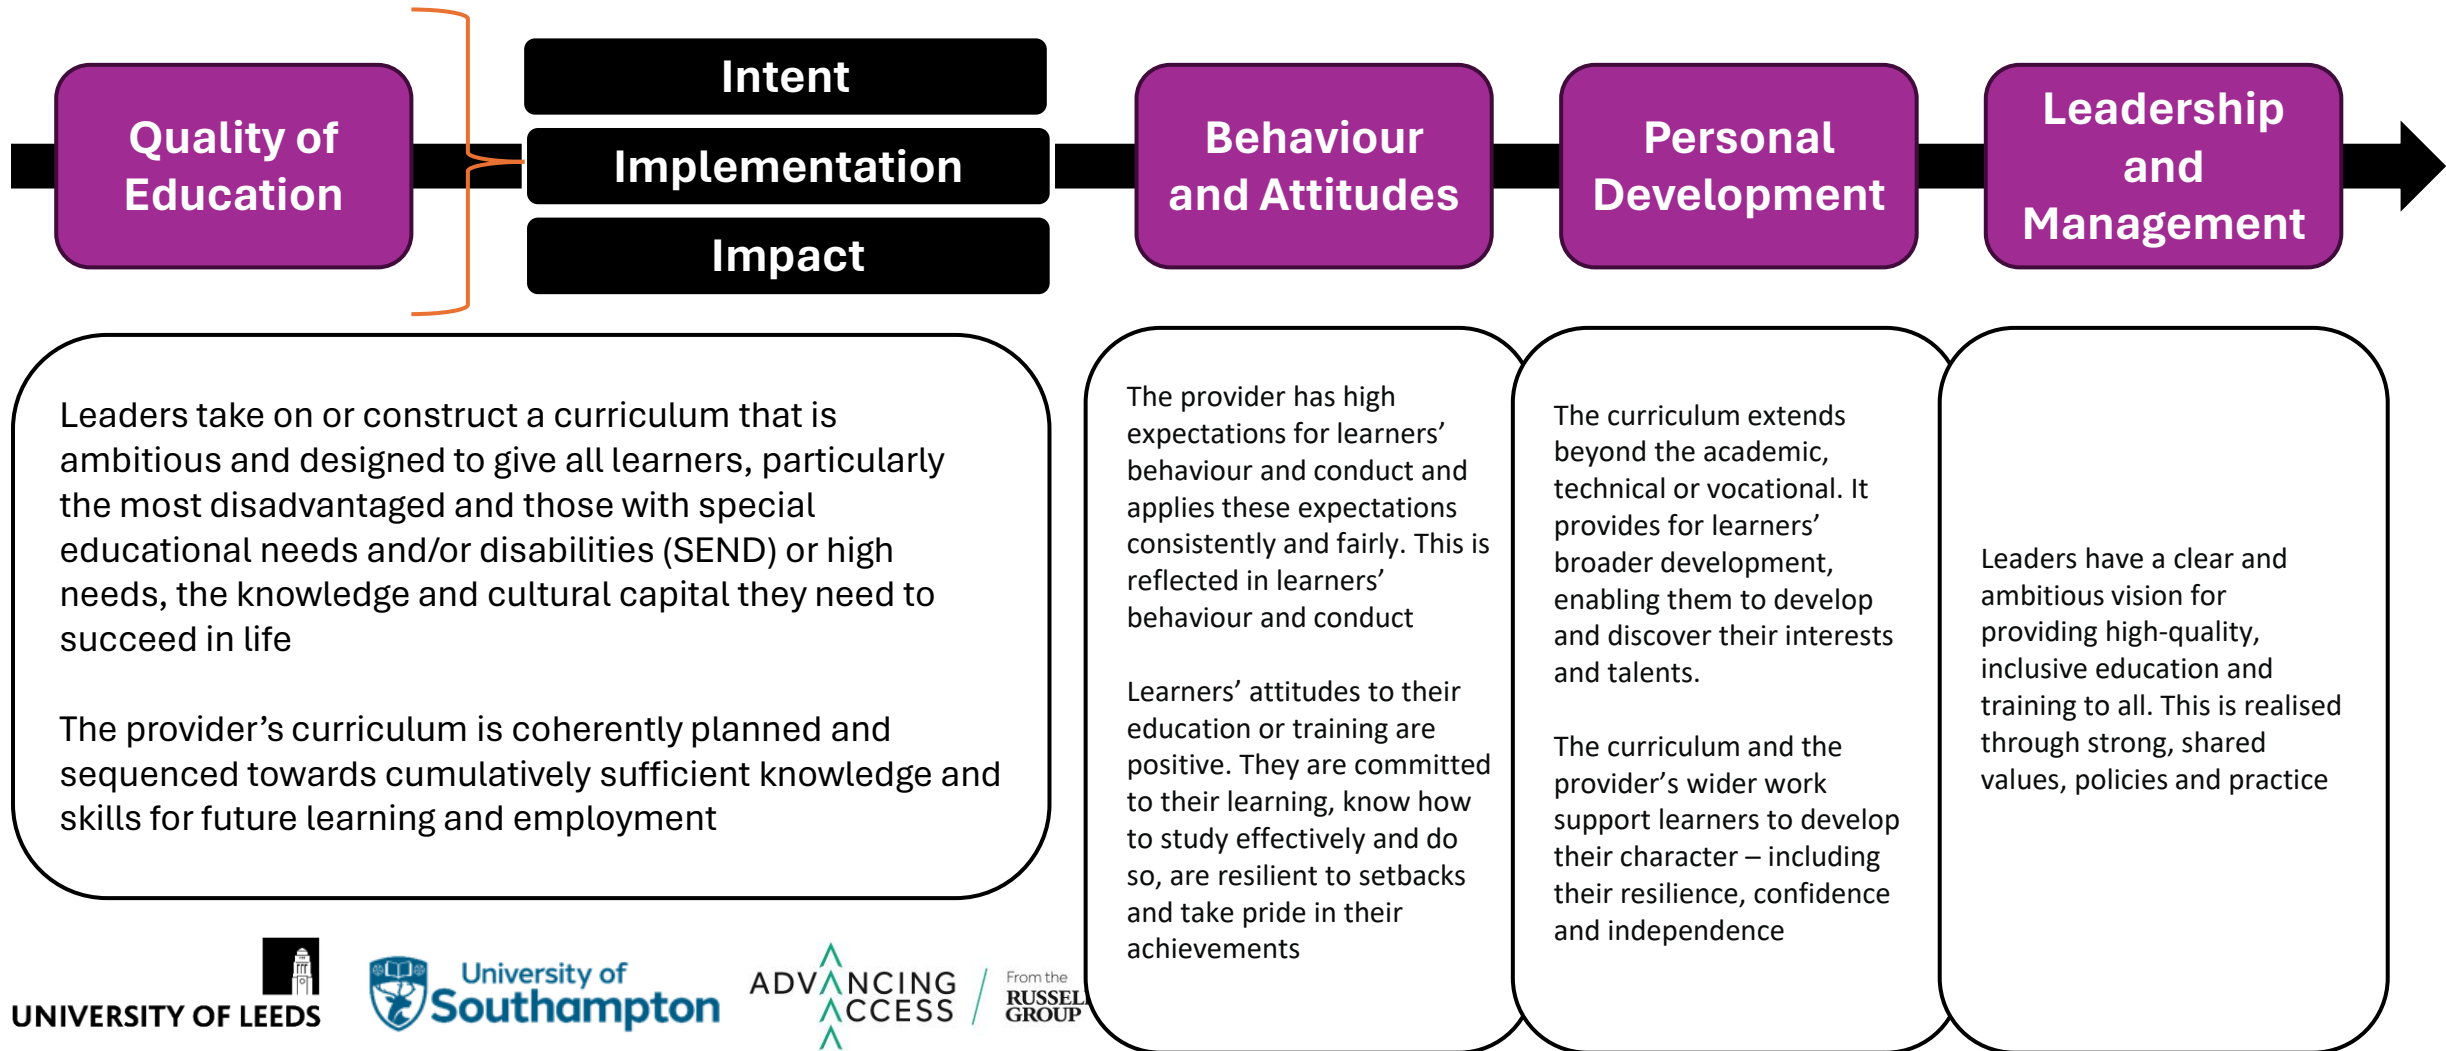 Quality of
Education
Intent
Implementation
Impact
Behaviour
and Attitudes
Personal
Development
Leadership
and
Management
Leaders take on or construct a curriculum that is
ambitious and designed to give all learners, particularly
the most disadvantaged and those with special
educational needs and/or disabilities (SEND) or high
needs, the knowledge and cultural capital they need to
succeed in life
The provider’s curriculum is coherently planned and
sequenced towards cumulatively sufficient knowledge and
skills for future learning and employment
The provider has high
expectations for learners’
behaviour and conduct and
applies these expectations
consistently and fairly. This is
reflected in learners’
behaviour and conduct
Learners’ attitudes to their
education or training are
positive. They are committed
to their learning, know how
to study effectively and do
so, are resilient to setbacks
and take pride in their
achievements
The curriculum extends
beyond the academic,
technical or vocational. It
provides for learners’
broader development,
enabling them to develop
and discover their interests
and talents.
The curriculum and the
provider’s wider work
support learners to develop
their character – including
their resilience, confidence
and independence
Leaders have a clear and
ambitious vision for
providing high-quality,
inclusive education and
training to all. This is realised
through strong, shared
values, policies and practice
UNIVERSITY OF LEEDS
University of
Southampton
ADVANCING
ACCESS
From the
RUSSELL
GROUP